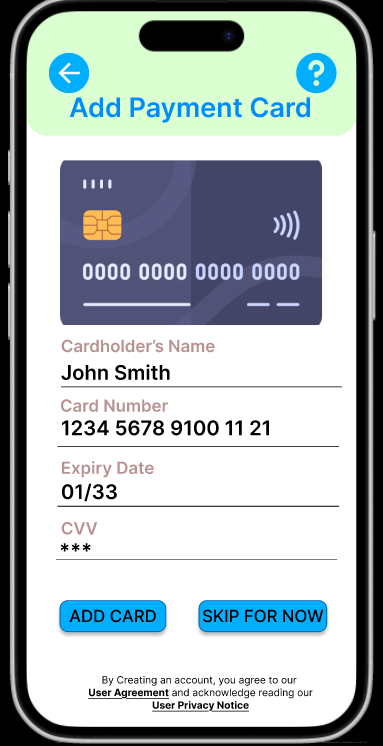 ?
Add Payment Card
0000 0000 0000 0000
Cardholder's Name
John Smith
Card Number
1234 5678 9100 11 21
Expiry Date
01/33
CVV
***
ADD CARD
SKIP FOR NOW
By Creating an account, you agree to our
User Agreement and acknowledge reading our
User Privacy Notice